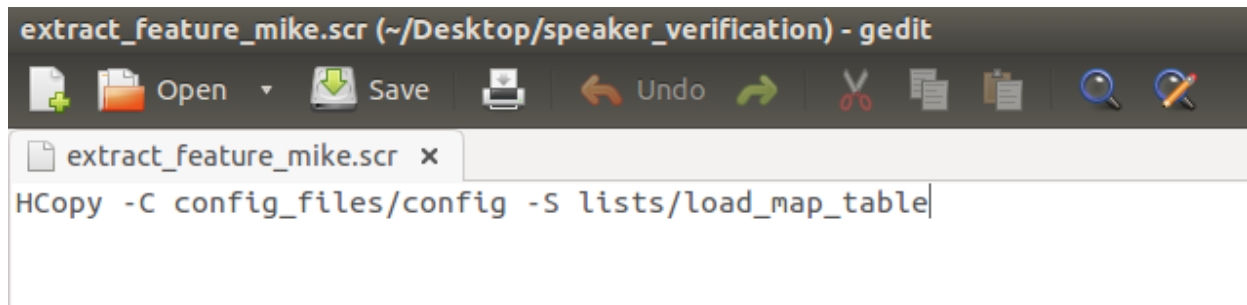 extract_feature_mike.scr (~/Desktop/speaker_verification) - gedit
Open Save Undo
extract_feature_mike.scr ×
HCopy -C config_files/config -S lists/load_map_table